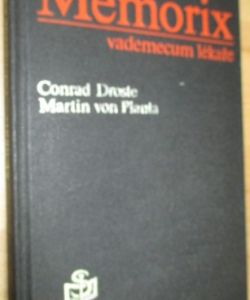 Memorix
vademecum lékaře
Conrad Droste
Martin von Planta